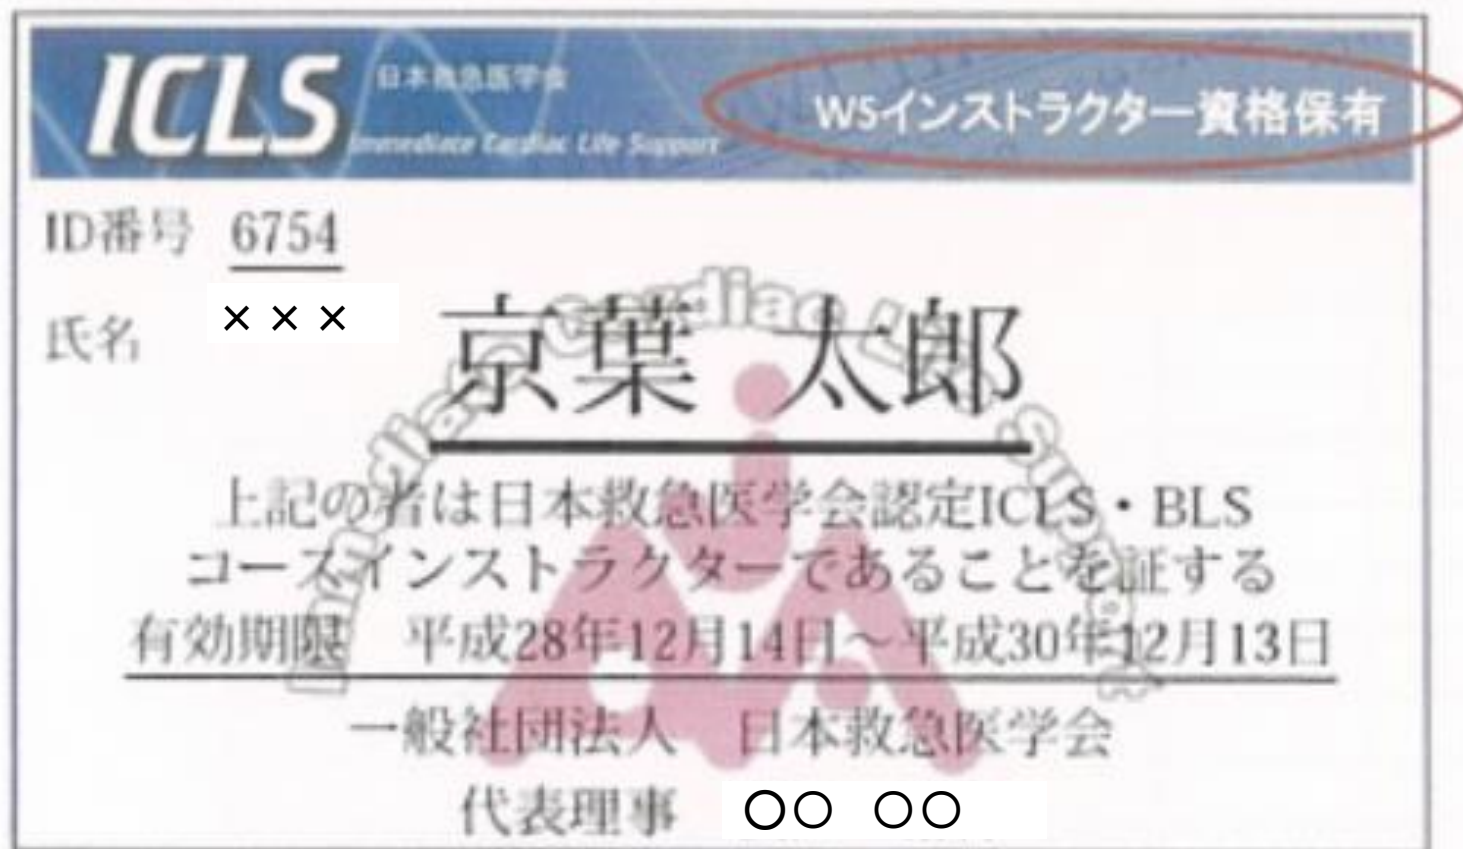 ICLS 日本救急医学会 WSインストラクター資格保有
Immediate Cardiac Life Support
ID番号 6754
氏名 ××× 京葉 太郎
上記の者は日本救急医学会認定ICLS・BLS
コースインストラクターであることを証する
有効期限 平成28年12月14日～平成30年12月13日
一般社団法人 日本救急医学会
代表理事 〇〇 〇〇
Immediate Cardiac Life Support